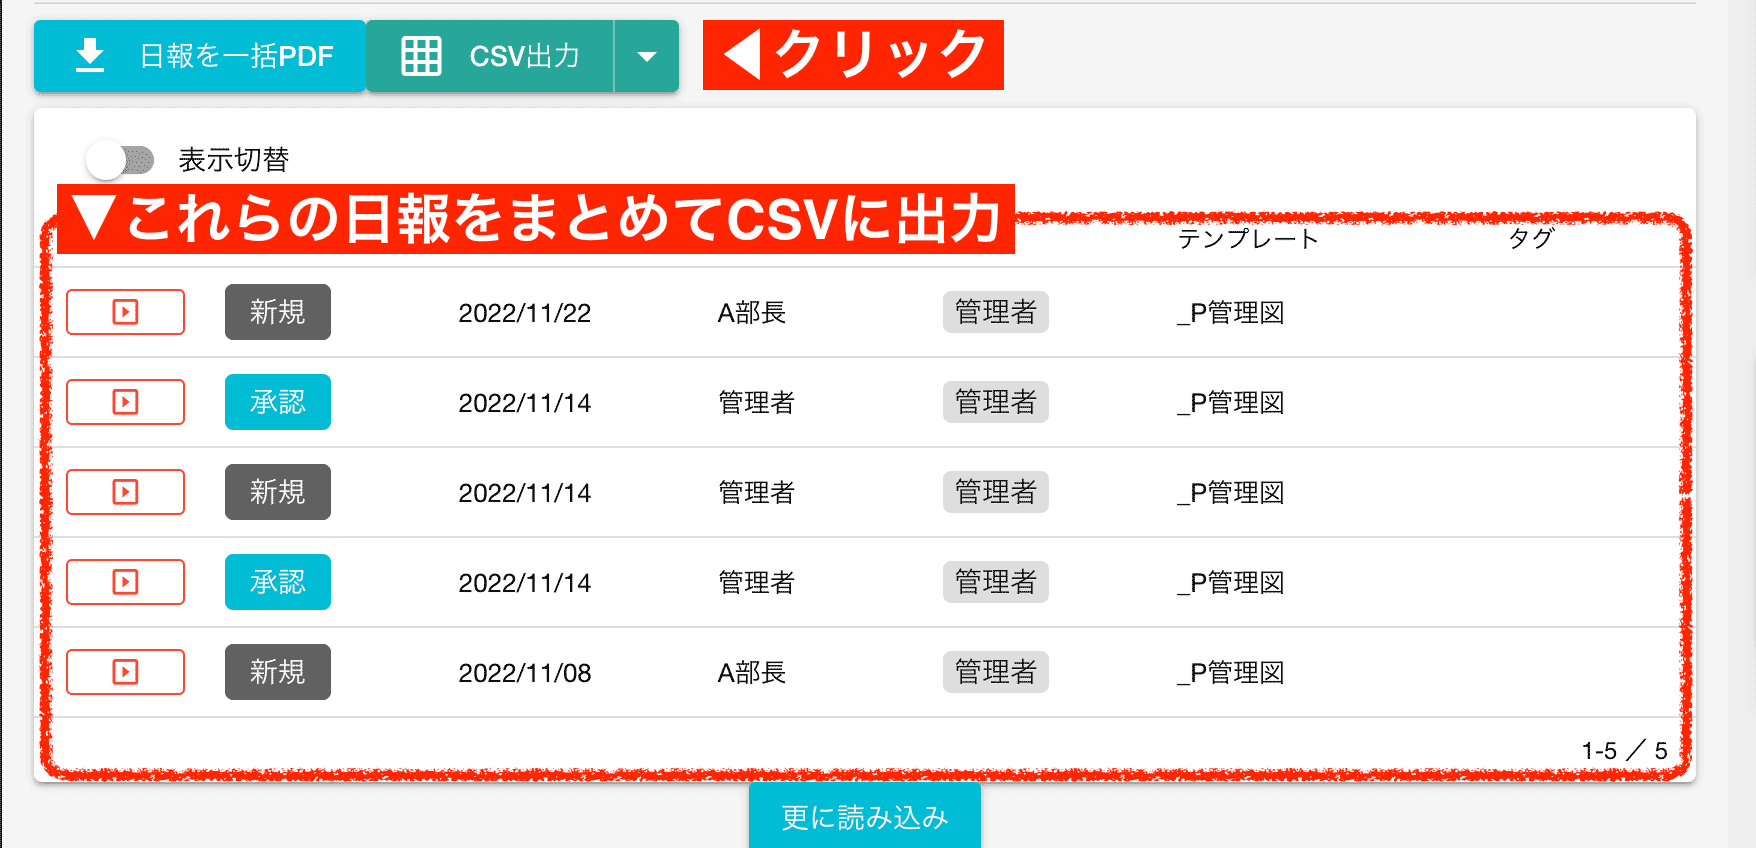 日報を一括PDF CSV出力 ◀クリック
表示切替
▼これらの日報をまとめてCSVに出力
テンプレート タグ
新規 2022/11/22 A部長 管理者 _P管理図
承認 2022/11/14 管理者 管理者 _P管理図
新規 2022/11/14 管理者 管理者 _P管理図
承認 2022/11/14 管理者 管理者 _P管理図
新規 2022/11/08 A部長 管理者 _P管理図
1-5 ／ 5
更に読み込み